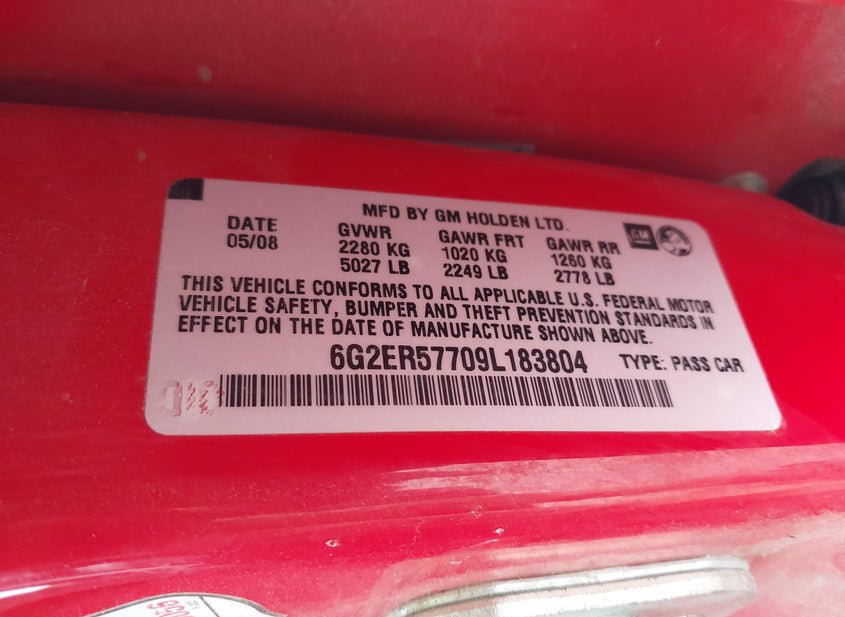 MFD BY GM HOLDEN LTD.
DATE GVWR GAWR FRT GAWR RR GM
05/08 2280 KG 1020 KG 1260 KG
5027 LB 2249 LB 2778 LB
THIS VEHICLE CONFORMS TO ALL APPLICABLE U.S. FEDERAL MOTOR
VEHICLE SAFETY, BUMPER AND THEFT PREVENTION STANDARDS IN
EFFECT ON THE DATE OF MANUFACTURE SHOWN ABOVE.
6G2ER57709L183804 TYPE: PASS CAR